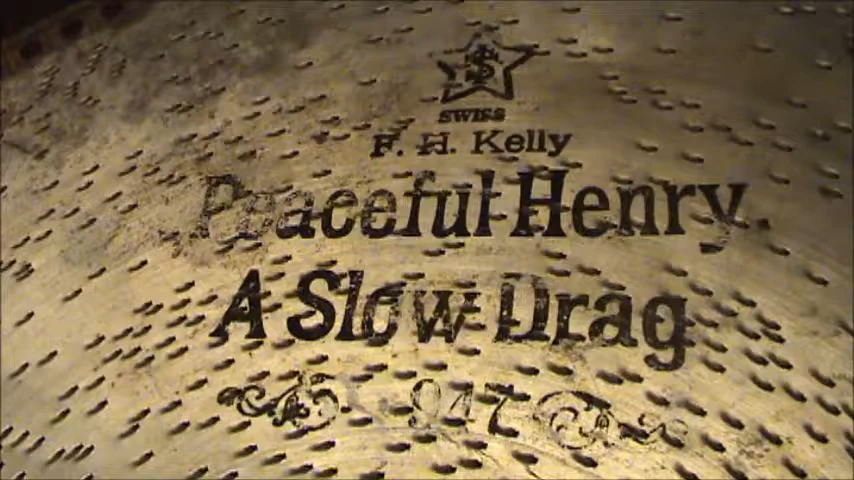 $
SWISS
F. H. Kelly
Peaceful Henry
A Slow Drag
947